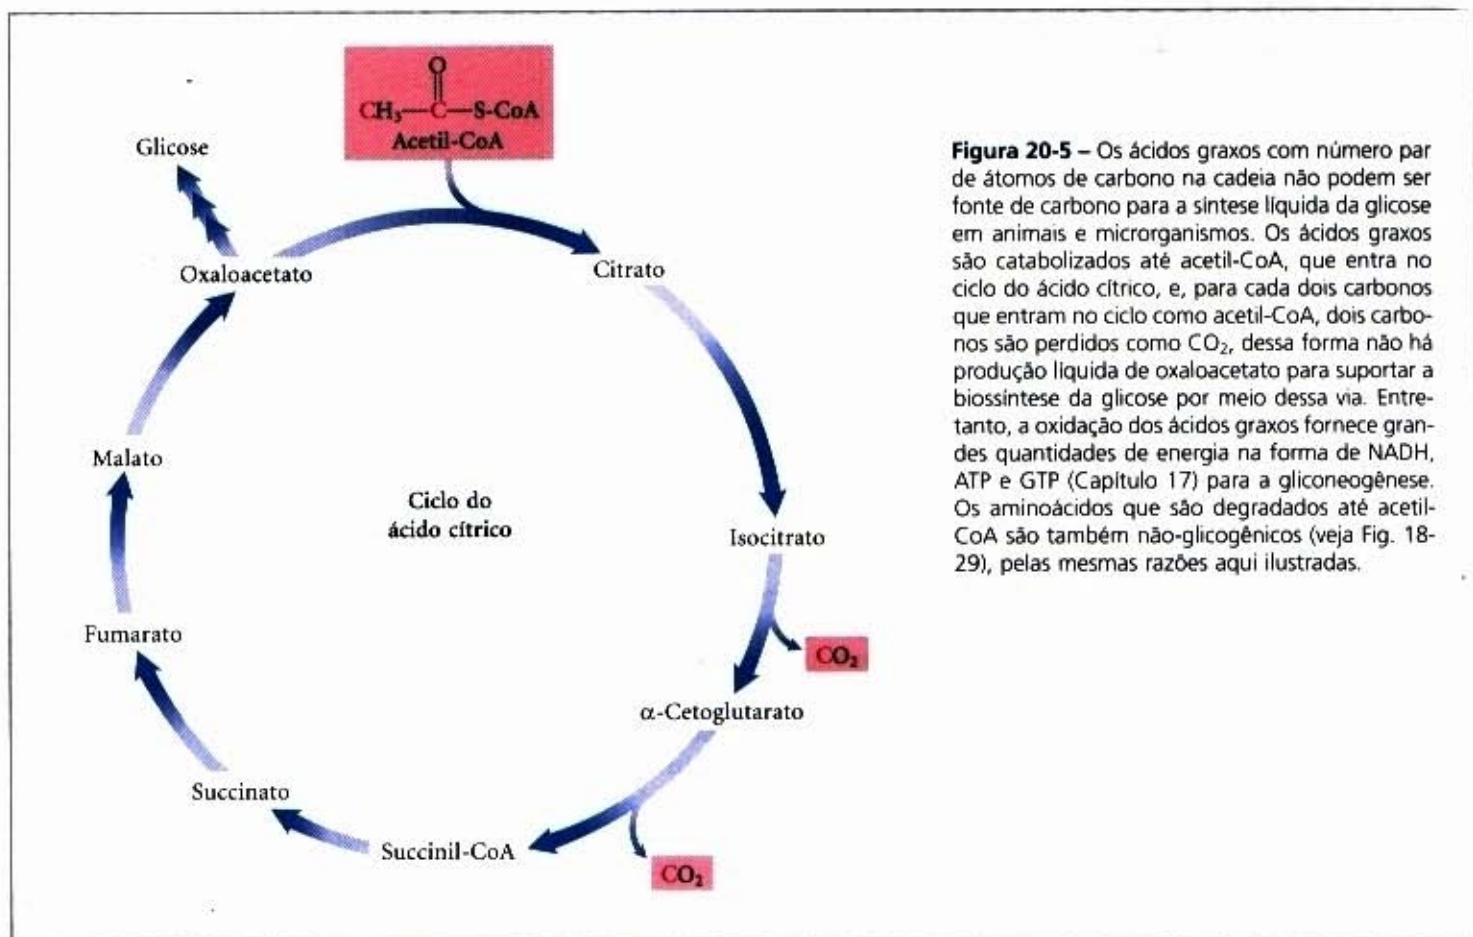 O
CH₃—C—S-CoA
Acetil-CoA
Glicose
Oxaloacetato
Citrato
Malato
Ciclo do
ácido cítrico
Isocitrato
Fumarato
CO₂
α-Cetoglutarato
Succinato
Succinil-CoA
CO₂
Figura 20-5 – Os ácidos graxos com número par
de átomos de carbono na cadeia não podem ser
fonte de carbono para a síntese líquida da glicose
em animais e microrganismos. Os ácidos graxos
são catabolizados até acetil-CoA, que entra no
ciclo do ácido cítrico, e, para cada dois carbonos
que entram no ciclo como acetil-CoA, dois carbo-
nos são perdidos como CO₂, dessa forma não há
produção líquida de oxaloacetato para suportar a
biossíntese da glicose por meio dessa via. Entre-
tanto, a oxidação dos ácidos graxos fornece gran-
des quantidades de energia na forma de NADH,
ATP e GTP (Capítulo 17) para a gliconeogênese.
Os aminoácidos que são degradados até acetil-
CoA são também não-glicogênicos (veja Fig. 18-
29), pelas mesmas razões aqui ilustradas.